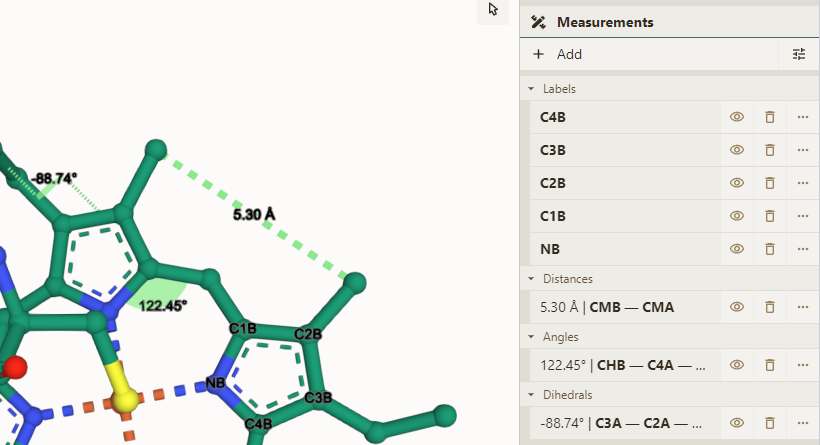 -88.74°
5.30 Å
122.45°
C1B
C2B
NB
C3B
C4B
Measurements
Add
Labels
C4B
C3B
C2B
C1B
NB
Distances
5.30 Å | CMB — CMA
Angles
122.45° | CHB — C4A — ...
Dihedrals
-88.74° | C3A — C2A — ...